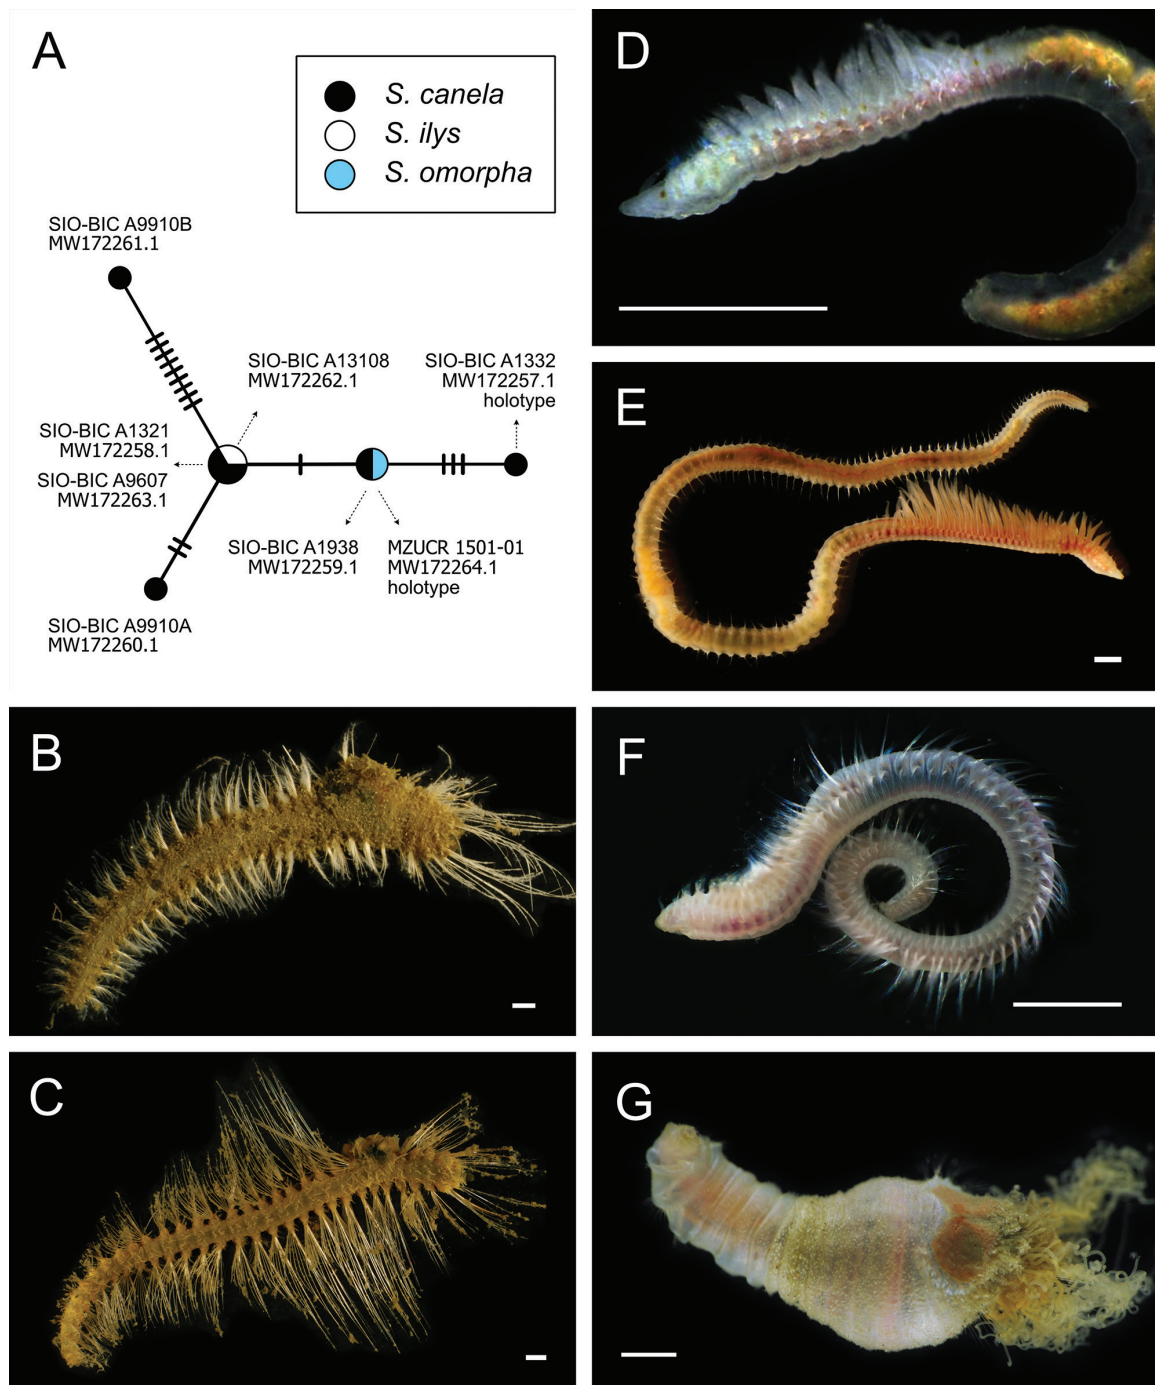 A
S. canela
S. ilys
S. omorpha
SIO-BIC A9910B
MW172261.1
SIO-BIC A13108
MW172262.1
SIO-BIC A1332
MW172257.1
holotype
SIO-BIC A1321
MW172258.1
SIO-BIC A9607
MW172263.1
SIO-BIC A1938
MW172259.1
MZUCR 1501-01
MW172264.1
holotype
SIO-BIC A9910A
MW172260.1
B
C
D
E
F
G